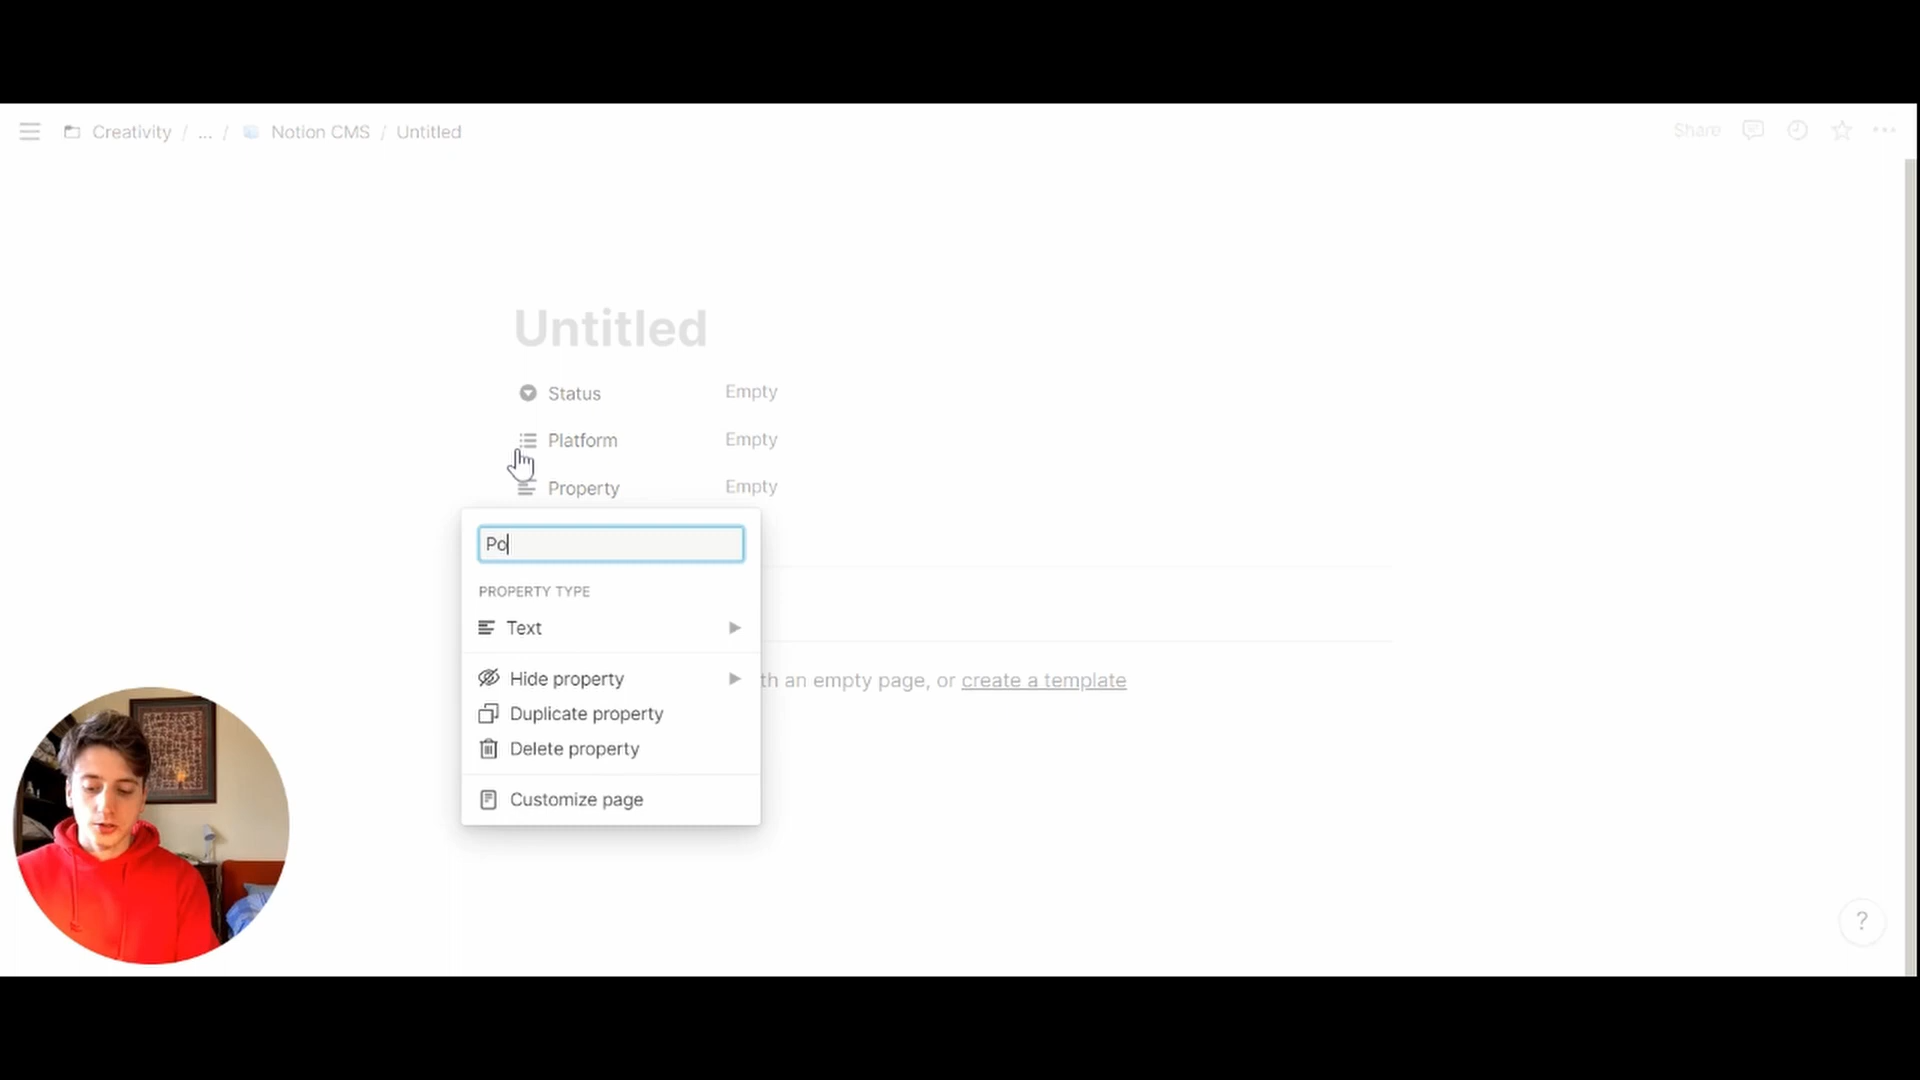 Creativity / ... / Notion CMS / Untitled
Share
Untitled
Status Empty
Platform Empty
Property Empty
Po
PROPERTY TYPE
Text
Hide property
th an empty page, or create a template
Duplicate property
Delete property
Customize page
?